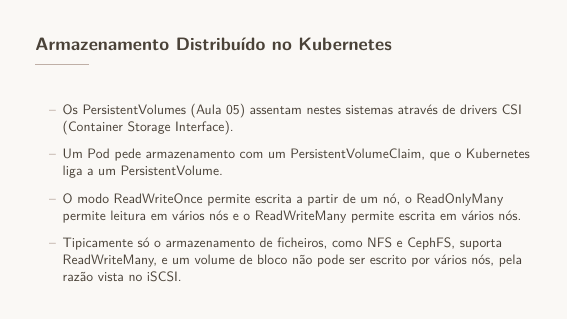 Armazenamento Distribuído no Kubernetes
– Os PersistentVolumes (Aula 05) assentam nestes sistemas através de drivers CSI
(Container Storage Interface).
– Um Pod pede armazenamento com um PersistentVolumeClaim, que o Kubernetes
liga a um PersistentVolume.
– O modo ReadWriteOnce permite escrita a partir de um nó, o ReadOnlyMany
permite leitura em vários nós e o ReadWriteMany permite escrita em vários nós.
– Tipicamente só o armazenamento de ficheiros, como NFS e CephFS, suporta
ReadWriteMany, e um volume de bloco não pode ser escrito por vários nós, pela
razão vista no iSCSI.